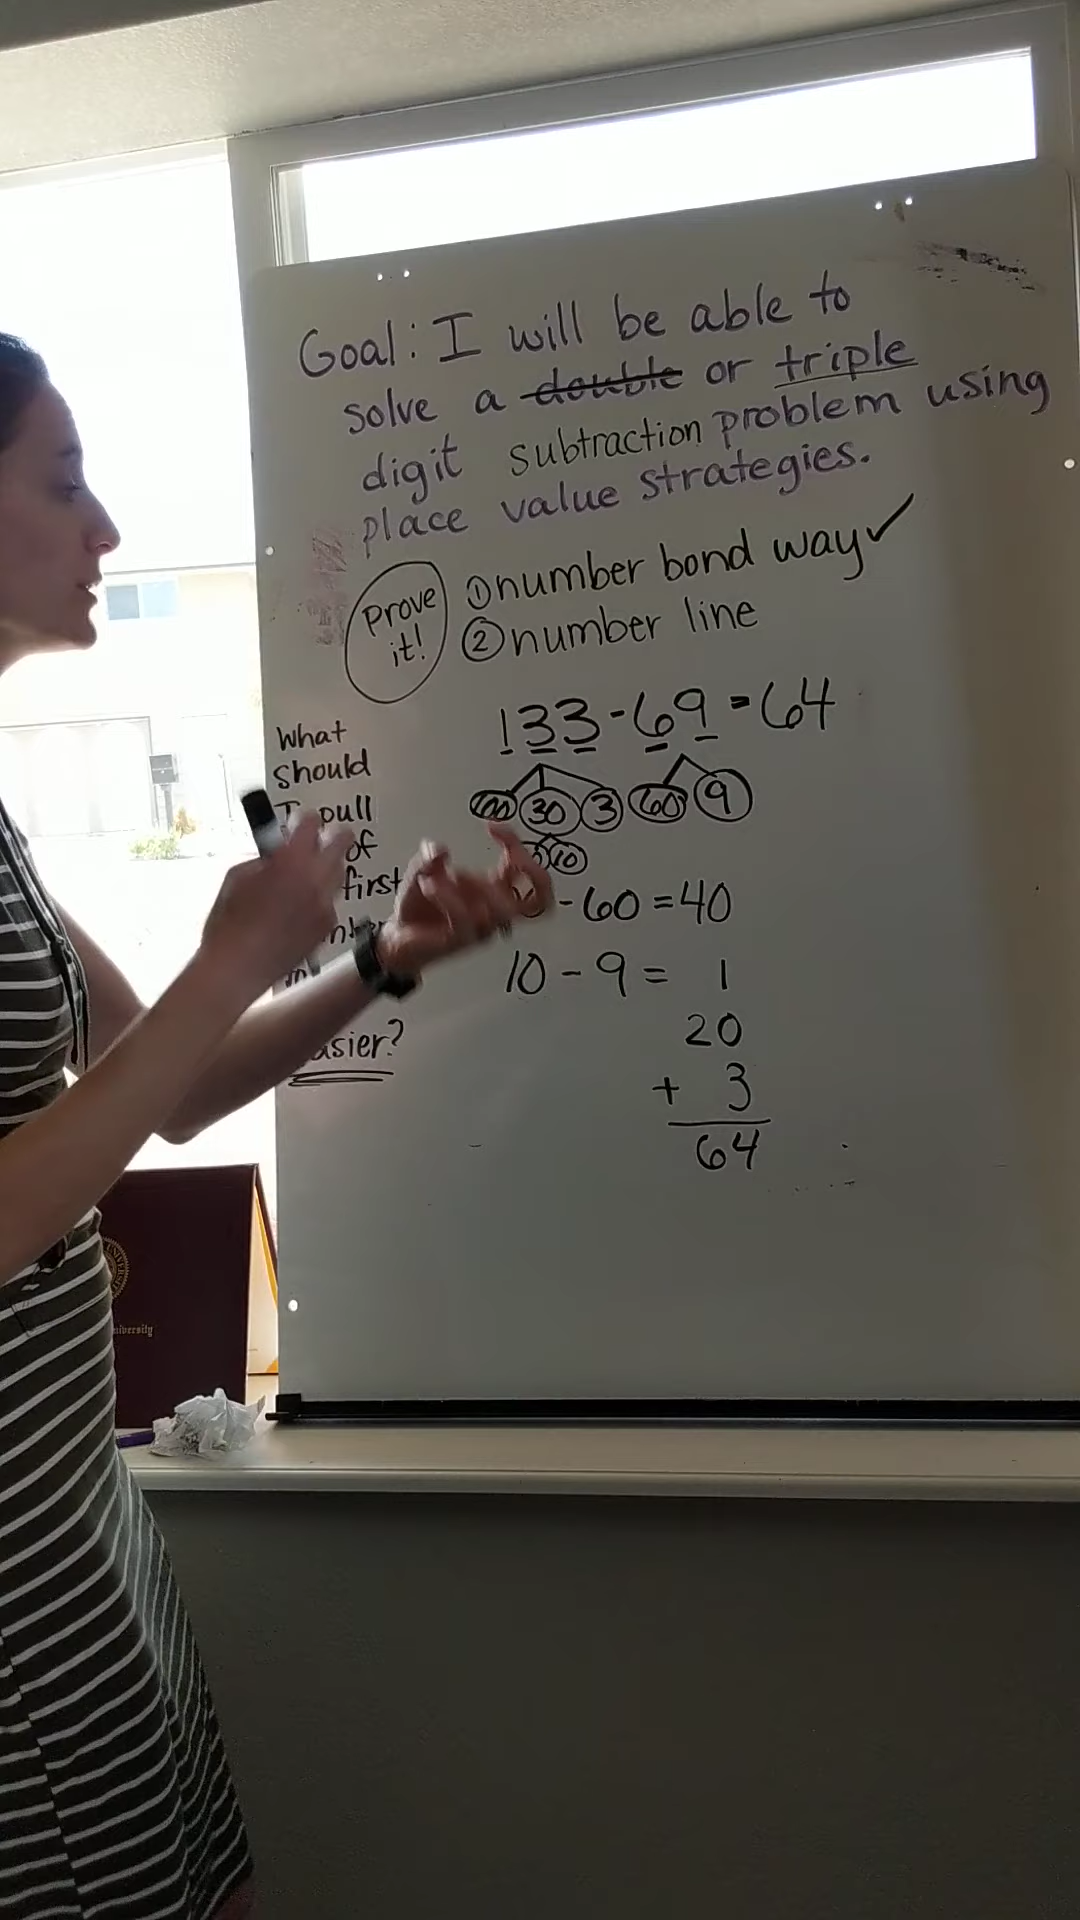 Goal: I will be able to
solve a double or triple
digit subtraction problem using
place value strategies.
Prove it!
① number bond way ✓
② number line
133 - 69 = 64
100 30 3 60 9
10
What
should
I pull
of
first
- 60 = 40
10 - 9 = 1
20
+ 3
64
UNIVERSITY